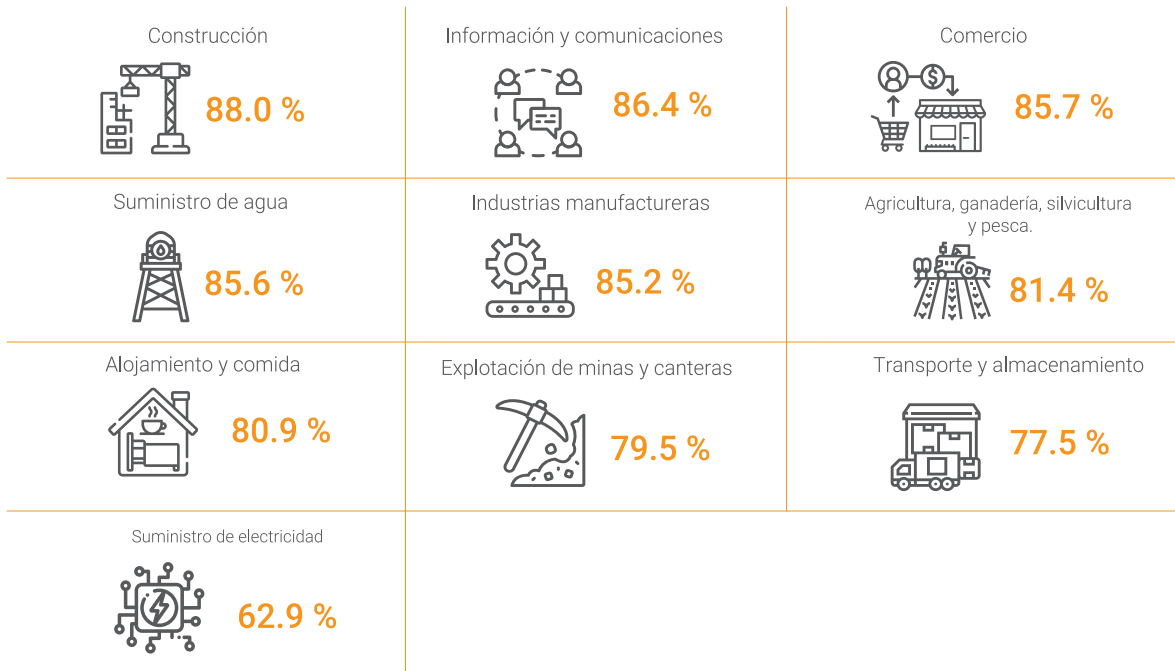 Construcción
88.0 %
Información y comunicaciones
86.4 %
Comercio
$
85.7 %
Suministro de agua
85.6 %
Industrias manufactureras
85.2 %
Agricultura, ganadería, silvicultura
y pesca.
81.4 %
Alojamiento y comida
80.9 %
Explotación de minas y canteras
79.5 %
Transporte y almacenamiento
77.5 %
Suministro de electricidad
62.9 %